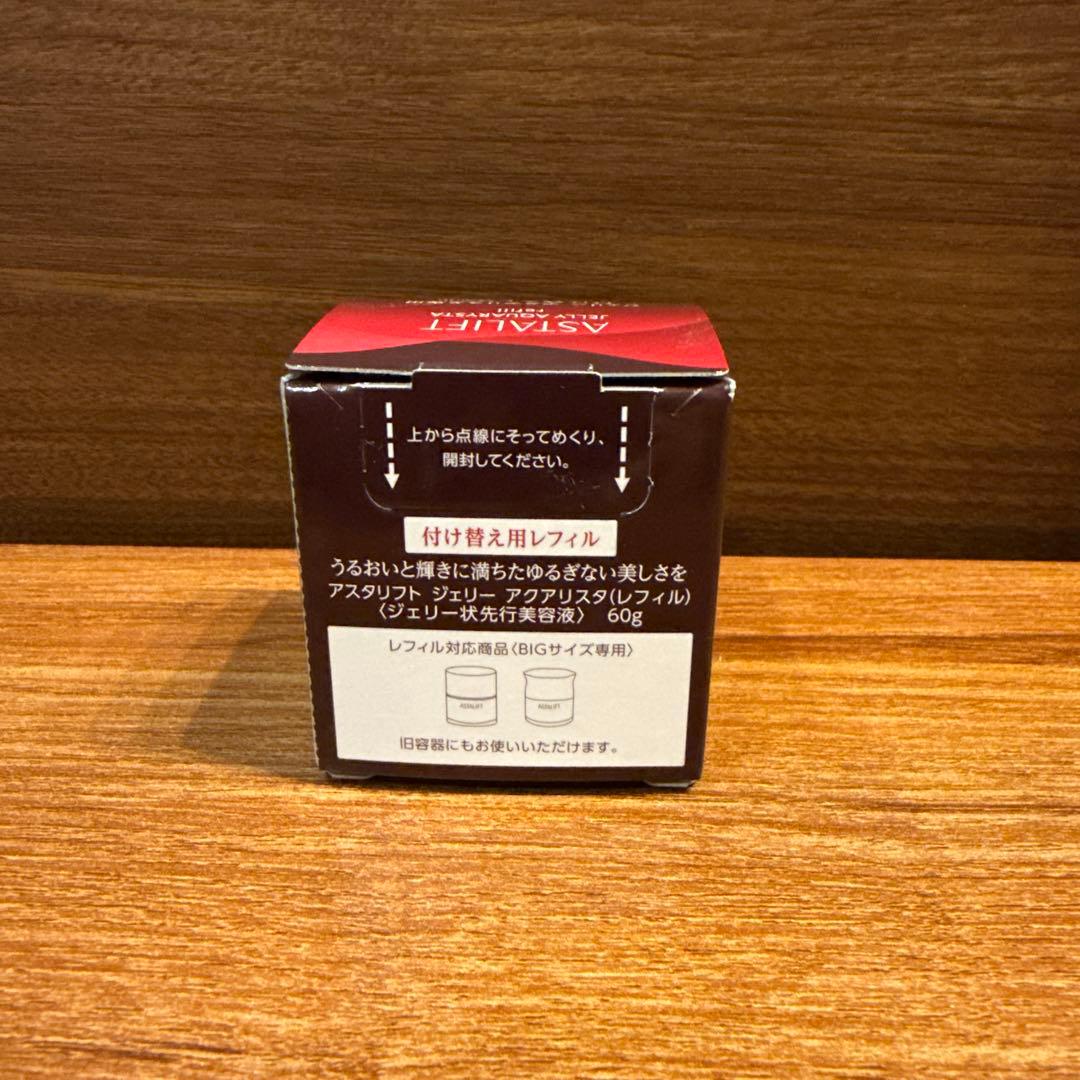 ASTALIFT
JELLY AQUARYSTA
refill
上から点線にそってめくり、
開封してください。
付け替え用レフィル
うるおいと輝きに満ちたゆるぎない美しさを
アスタリフト ジェリー アクアリスタ(レフィル)
〈ジェリー状先行美容液〉 60g
レフィル対応商品〈BIGサイズ専用〉
ASTALIFT ASTALIFT
旧容器にもお使いいただけます。